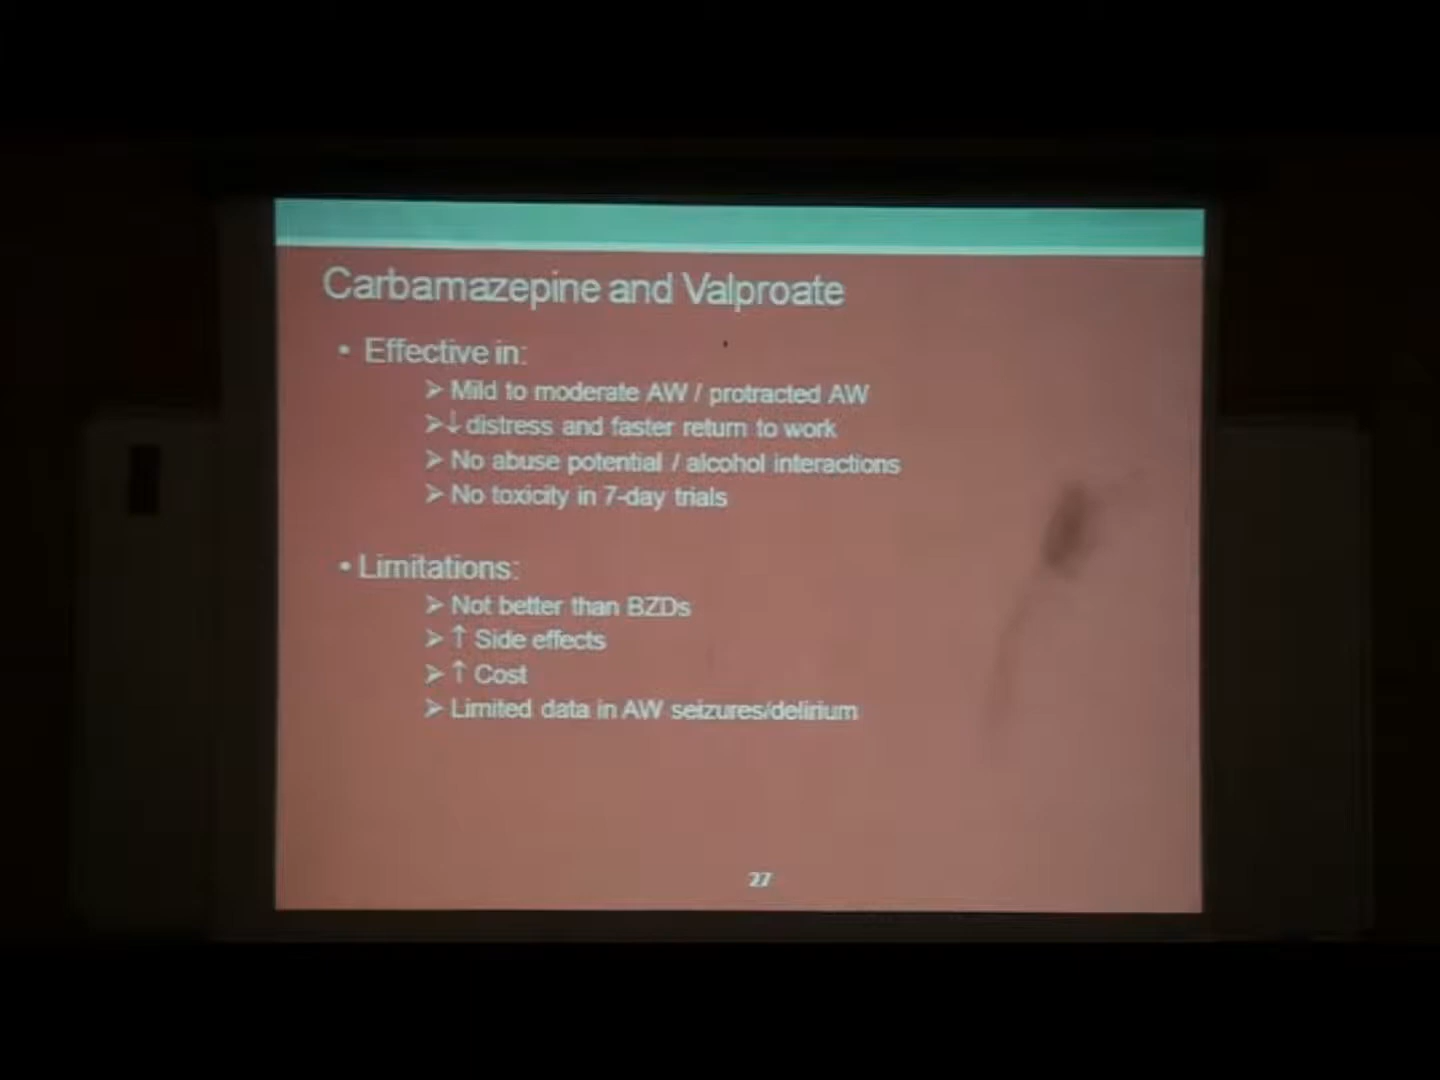 Carbamazepine and Valproate
• Effective in:
➢ Mild to moderate AW / protracted AW
➢ ↓ distress and faster return to work
➢ No abuse potential / alcohol interactions
➢ No toxicity in 7-day trials
• Limitations:
➢ Not better than BZDs
➢ ↑ Side effects
➢ ↑ Cost
➢ Limited data in AW seizures/delirium
27